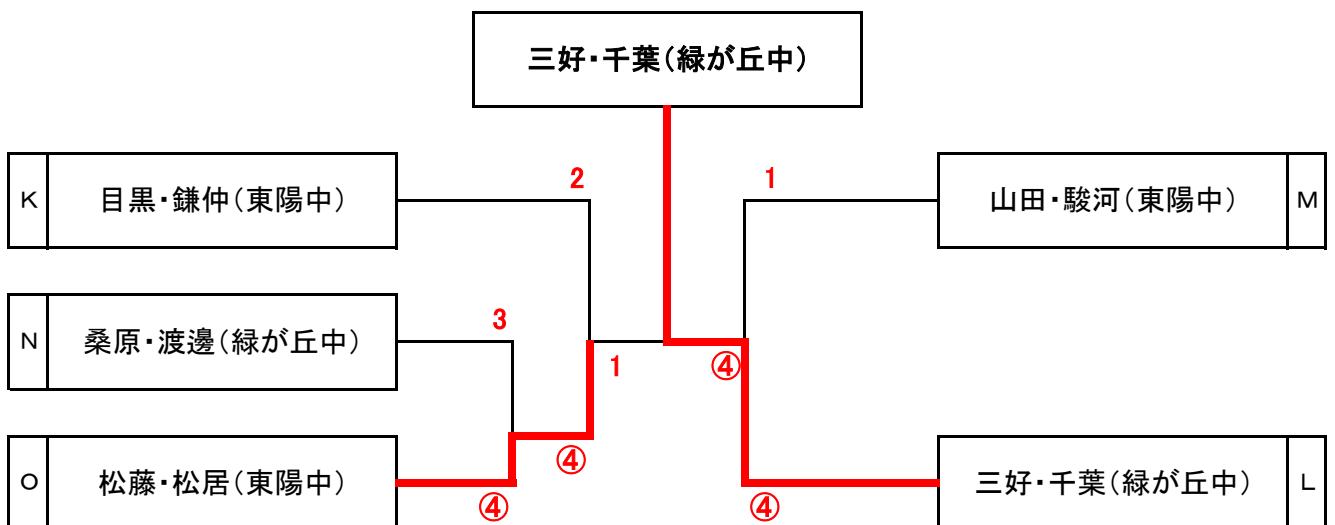 三好・千葉(緑が丘中)
K 目黒・鎌仲(東陽中) 2 1 山田・駿河(東陽中) M
N 桑原・渡邊(緑が丘中) 3 1 ④
O 松藤・松居(東陽中) ④ ④ ④ 三好・千葉(緑が丘中) L